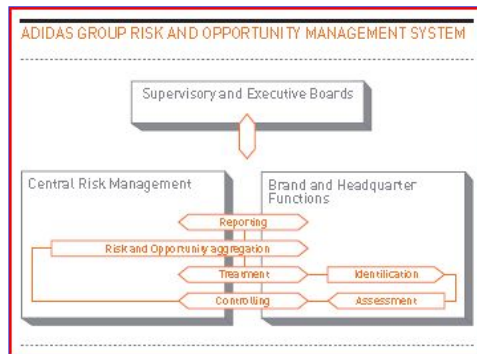 ADIDAS GROUP RISK AND OPPORTUNITY MANAGEMENT SYSTEM
Supervisory and Executive Boards
Central Risk Management
Brand and Headquarter
Functions
Reporting
Risk and Opportunity aggregation
Treatment
Identification
Controlling
Assessment